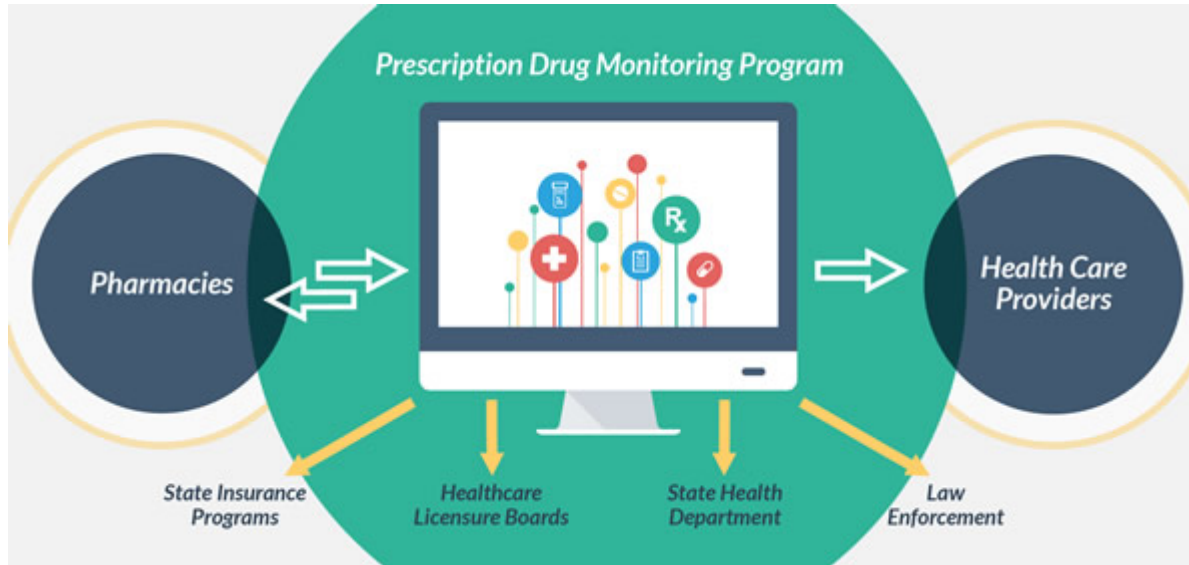 Prescription Drug Monitoring Program
Rx
Pharmacies
Health Care
Providers
State Insurance
Programs
Healthcare
Licensure Boards
State Health
Department
Law
Enforcement